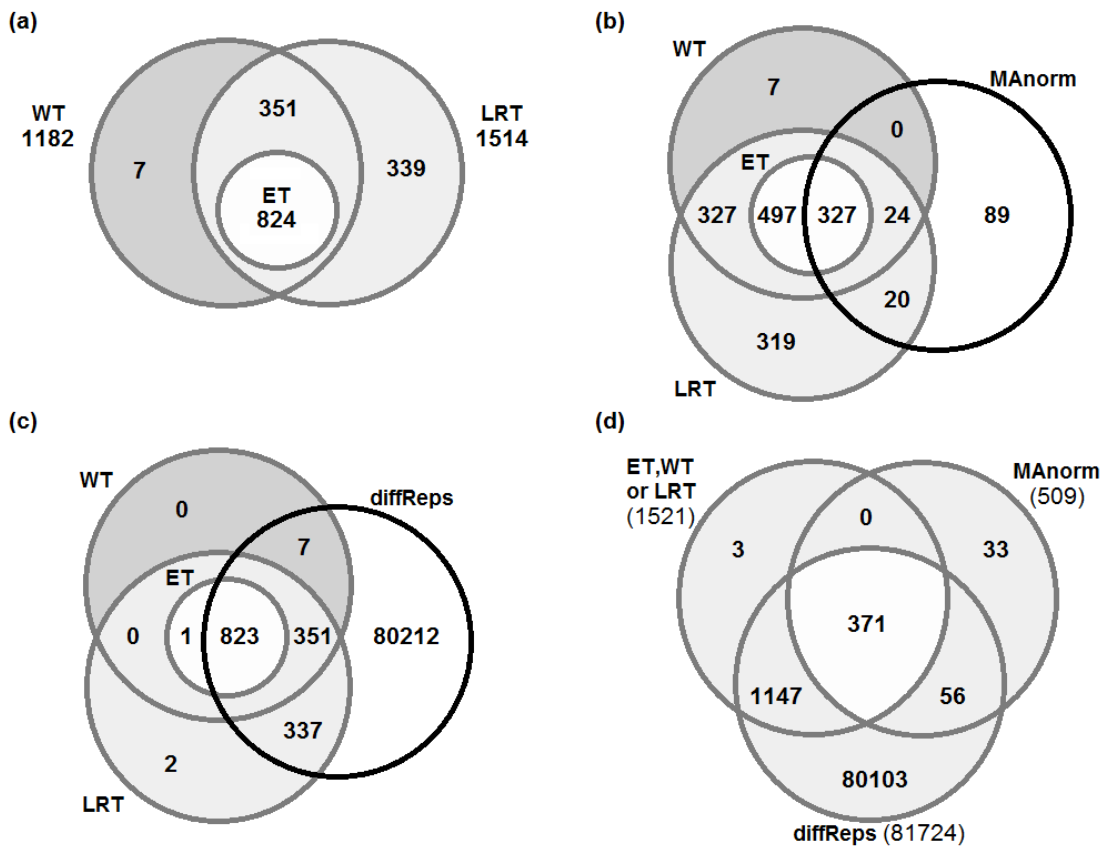 (a)
WT
1182
7
351
ET
824
339
LRT
1514
(b)
WT
7
MAnorm
0
ET
327
497
327
24
89
20
319
LRT
(c)
WT
0
diffReps
7
ET
0
1
823
351
80212
337
2
LRT
(d)
ET,WT
or LRT
(1521)
MAnorm
(509)
0
3
33
371
1147
56
80103
diffReps (81724)